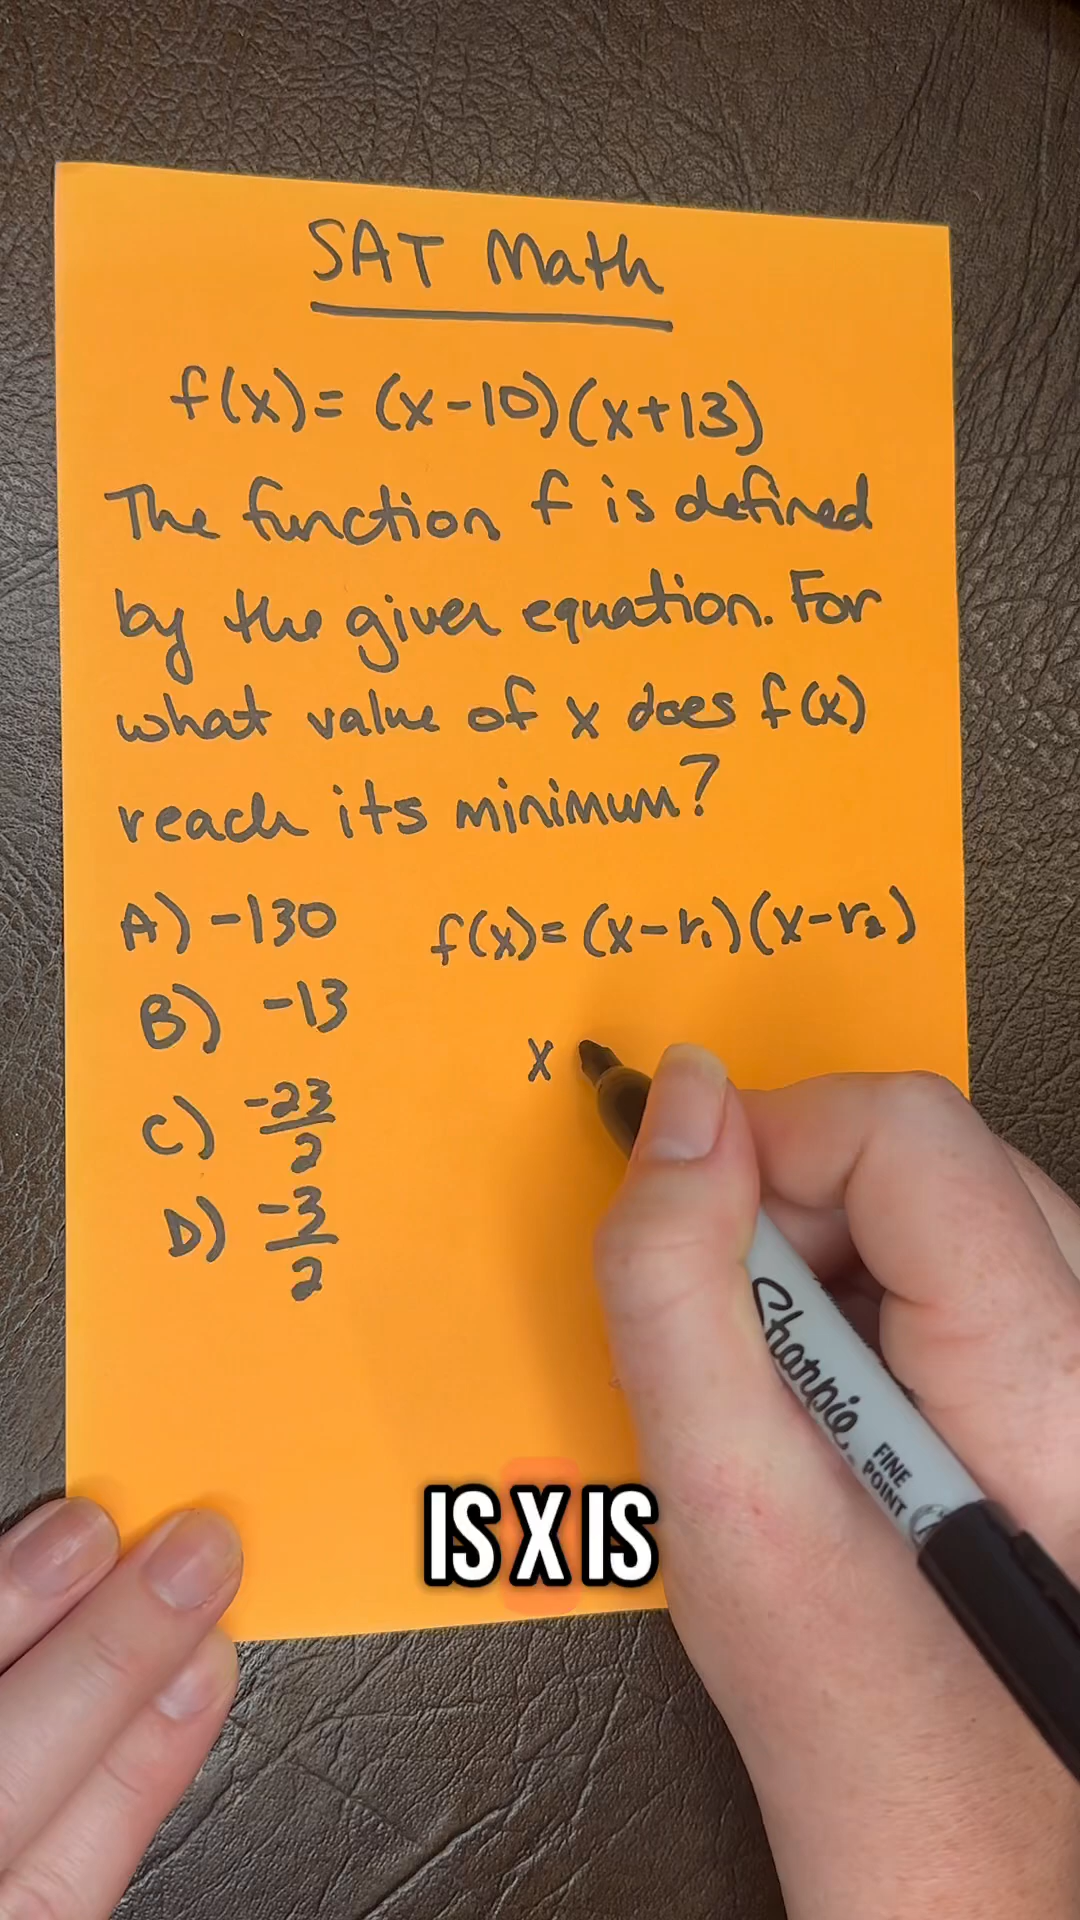 SAT Math
f(x)= (x-10)(x+13)
The function f is defined
by the given equation. For
what value of x does f(x)
reach its minimum?
A) -130
f(x)= (x-r₁)(x-r₂)
B) -13
x
C) -23/2
D) -3/2
Sharpie
FINE
POINT
IS X IS